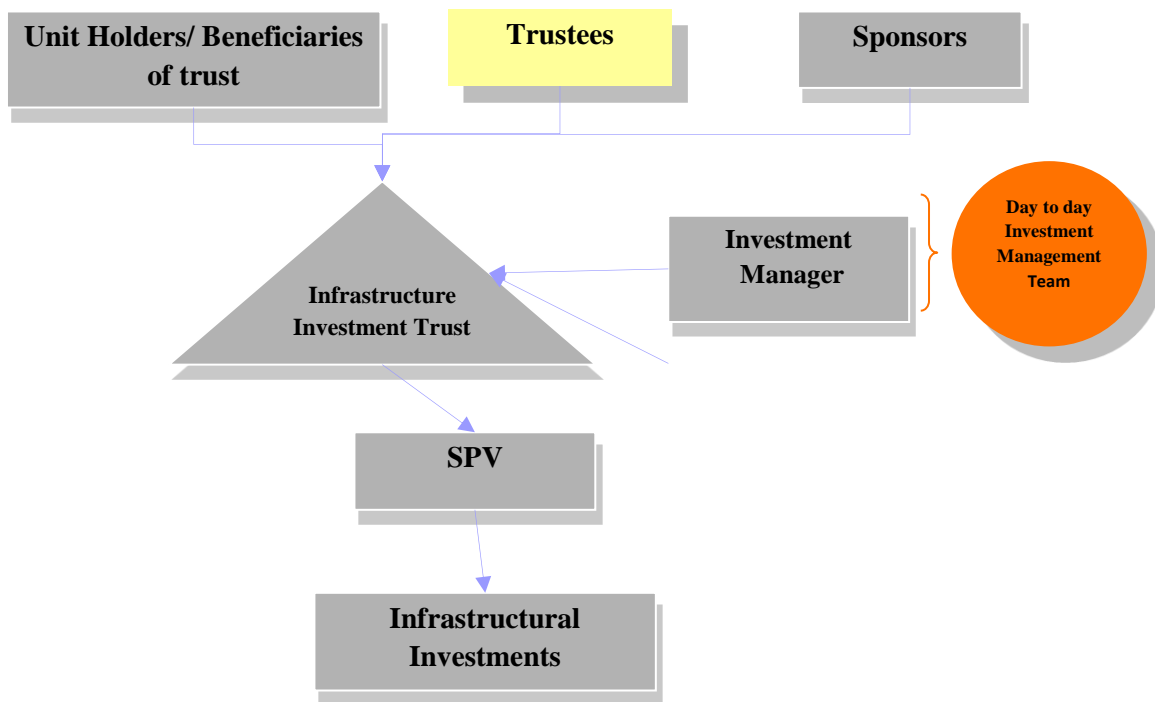 Unit Holders/ Beneficiaries
of trust
Trustees
Sponsors
Day to day
Investment
Management
Team
Investment
Manager
Infrastructure
Investment Trust
SPV
Infrastructural
Investments